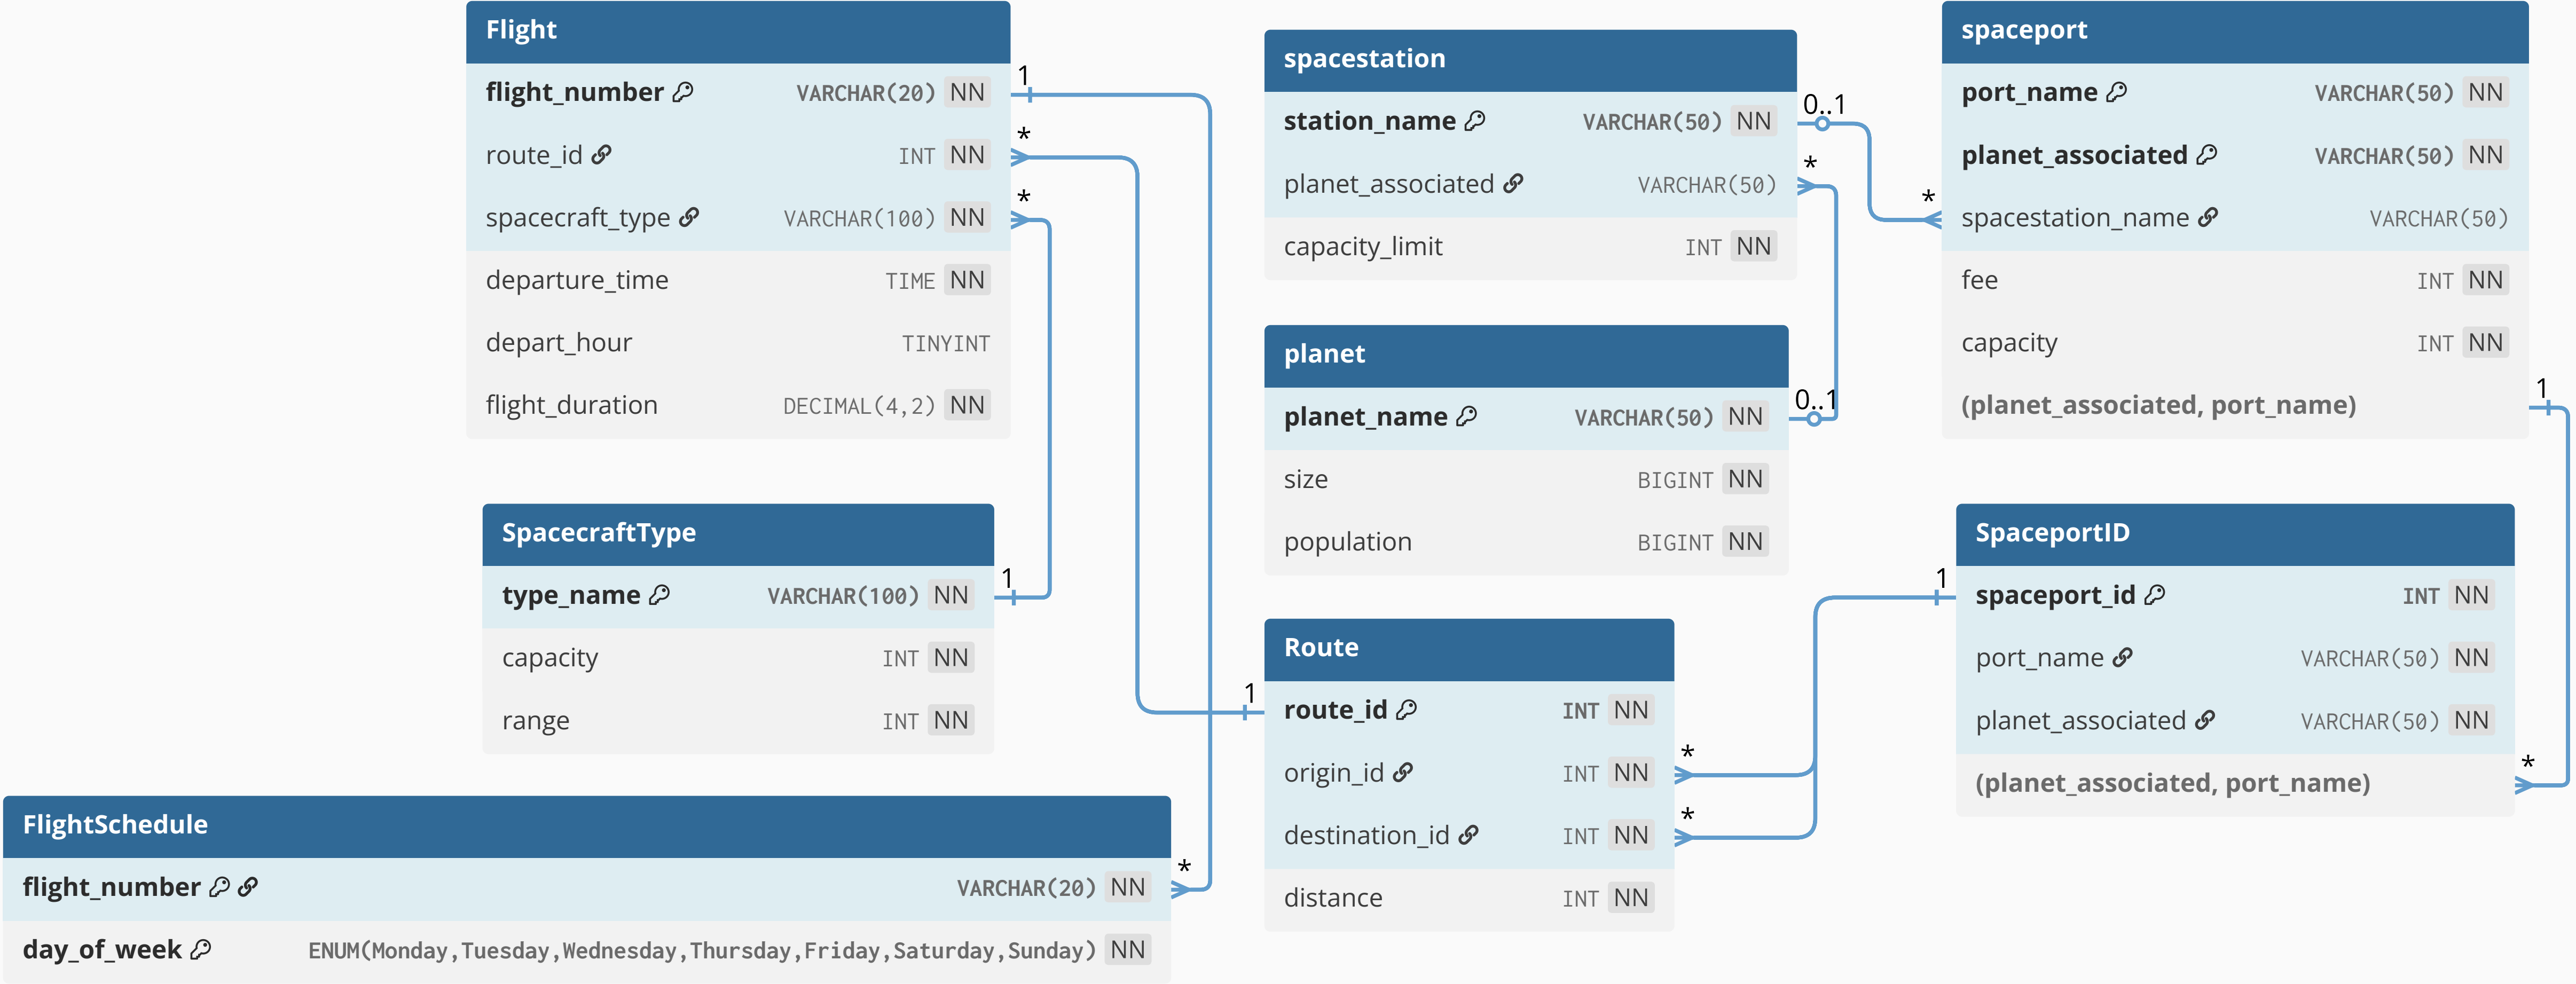 Flight
flight_number VARCHAR(20) NN
route_id INT NN
spacecraft_type VARCHAR(100) NN
departure_time TIME NN
depart_hour TINYINT
flight_duration DECIMAL(4,2) NN
1
*
*
SpacecraftType
type_name VARCHAR(100) NN
capacity INT NN
range INT NN
1
FlightSchedule
flight_number VARCHAR(20) NN
day_of_week ENUM(Monday,Tuesday,Wednesday,Thursday,Friday,Saturday,Sunday) NN
*
spacestation
station_name VARCHAR(50) NN
planet_associated VARCHAR(50)
capacity_limit INT NN
0..1
*
planet
planet_name VARCHAR(50) NN
size BIGINT NN
population BIGINT NN
0..1
Route
1
route_id INT NN
origin_id INT NN
destination_id INT NN
distance INT NN
*
*
spaceport
port_name VARCHAR(50) NN
planet_associated VARCHAR(50) NN
spacestation_name VARCHAR(50)
fee INT NN
capacity INT NN
(planet_associated, port_name)
*
1
SpaceportID
1
spaceport_id INT NN
port_name VARCHAR(50) NN
planet_associated VARCHAR(50) NN
(planet_associated, port_name)
*